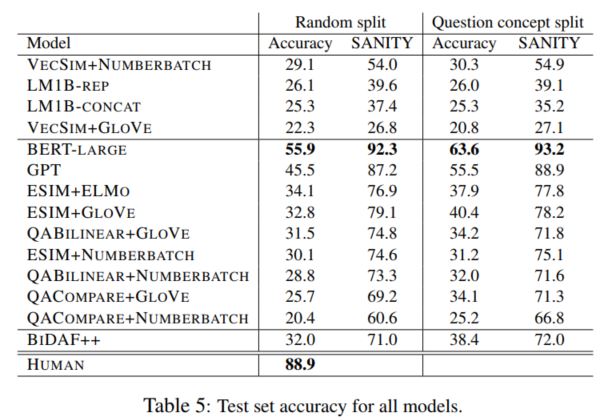 Random split Question concept split
Model Accuracy SANITY Accuracy SANITY
VECSIM+NUMBERBATCH 29.1 54.0 30.3 54.9
LM1B-REP 26.1 39.6 26.0 39.1
LM1B-CONCAT 25.3 37.4 25.3 35.2
VECSIM+GLOVE 22.3 26.8 20.8 27.1
BERT-LARGE 55.9 92.3 63.6 93.2
GPT 45.5 87.2 55.5 88.9
ESIM+ELMO 34.1 76.9 37.9 77.8
ESIM+GLOVE 32.8 79.1 40.4 78.2
QABILINEAR+GLOVE 31.5 74.8 34.2 71.8
ESIM+NUMBERBATCH 30.1 74.6 31.2 75.1
QABILINEAR+NUMBERBATCH 28.8 73.3 32.0 71.6
QACOMPARE+GLOVE 25.7 69.2 34.1 71.3
QACOMPARE+NUMBERBATCH 20.4 60.6 25.2 66.8
BIDAF++ 32.0 71.0 38.4 72.0
HUMAN 88.9
Table 5: Test set accuracy for all models.